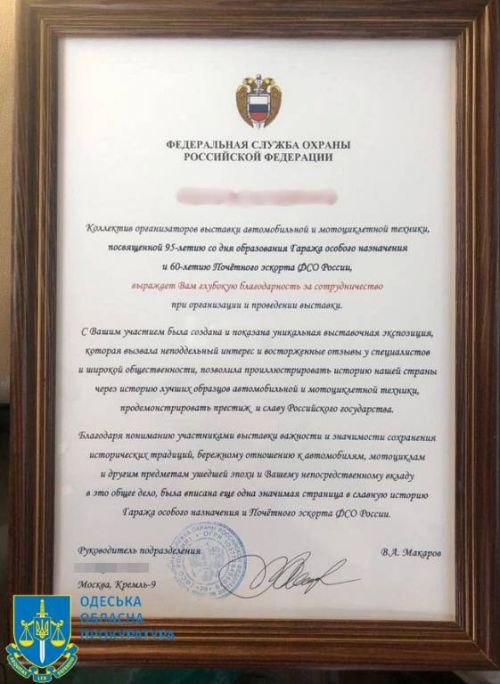 ФЕДЕРАЛЬНАЯ СЛУЖБА ОХРАНЫ
РОССИЙСКОЙ ФЕДЕРАЦИИ
Коллектив организаторов выставки автомобильной и мотоциклетной техники,
посвященной 95-летию со дня образования Гаража особого назначения
и 60-летию Почётного эскорта ФСО России,
выражает Вам глубокую благодарность за сотрудничество
при организации и проведении выставки.
С Вашим участием была создана и показана уникальная выставочная экспозиция,
которая вызвала неподдельный интерес и восторженные отзывы у специалистов
и широкой общественности, позволила проиллюстрировать историю нашей страны
через историю лучших образцов автомобильной и мотоциклетной техники,
продемонстрировать престиж и славу Российского государства.
Благодаря пониманию участниками выставки важности и значимости сохранения
исторических традиций, бережному отношению к автомобилям, мотоциклам
и другим предметам ушедшей эпохи и Вашему непосредственному вкладу
в это общее дело, была вписана еще одна значимая страница в славную историю
Гаража особого назначения и Почётного эскорта ФСО России.
Руководитель подразделения В.А. Макаров
Москва, Кремль-9
ОДЕСЬКА
ОБЛАСНА
ПРОКУРАТУРА